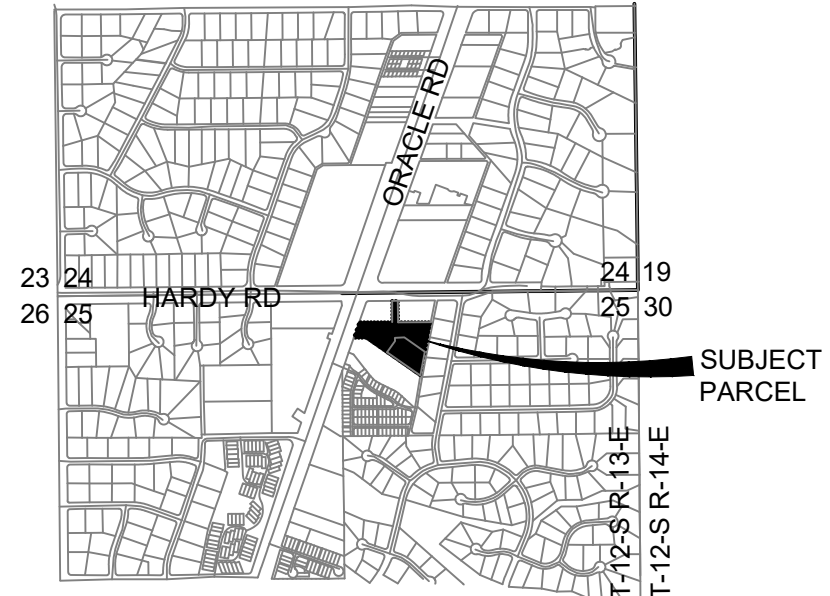 ORACLE RD
23 24
24 19
HARDY RD
26 25
25 30
SUBJECT
PARCEL
T-12-S R-13-E
T-12-S R-14-E